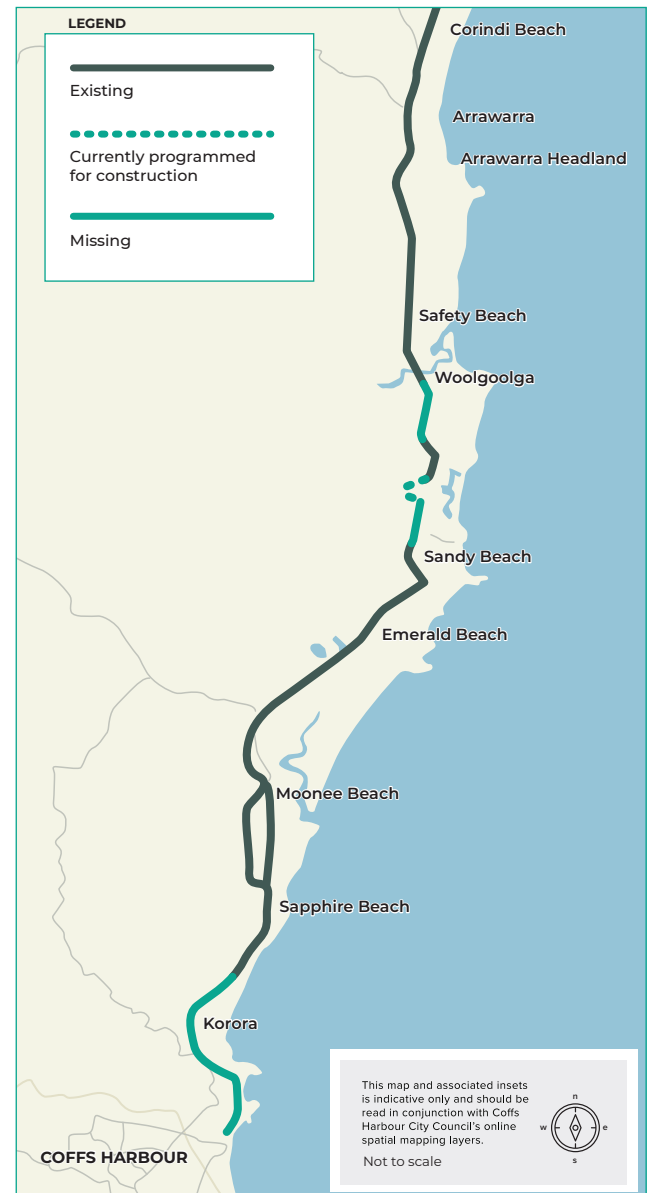 LEGEND
Existing
Currently programmed
for construction
Missing
Corindi Beach
Arrawarra
Arrawarra Headland
Safety Beach
Woolgoolga
Sandy Beach
Emerald Beach
Moonee Beach
Sapphire Beach
Korora
COFFS HARBOUR
This map and associated insets
is indicative only and should be
read in conjunction with Coffs
Harbour City Council's online
spatial mapping layers.
Not to scale
n
w e
s